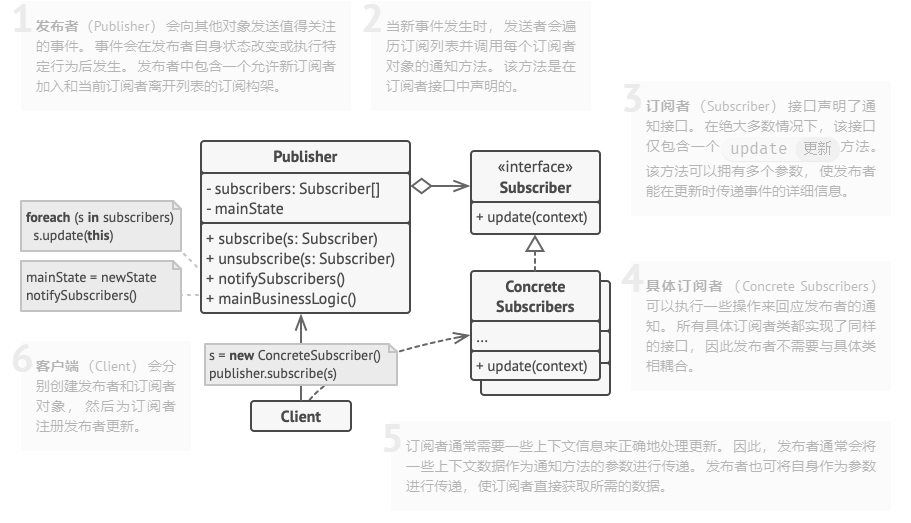 1
发布者 （Publisher） 会向其他对象发送值得关注
的事件。 事件会在发布者自身状态改变或执行特
定行为后发生。 发布者中包含一个允许新订阅者
加入和当前订阅者离开列表的订阅构架。
2
当新事件发生时， 发送者会遍
历订阅列表并调用每个订阅者
对象的通知方法。 该方法是在
订阅者接口中声明的。
3
订阅者 （Subscriber） 接口声明了通
知接口。 在绝大多数情况下， 该接口
仅包含一个 update 更新 方法。
该方法可以拥有多个参数， 使发布者
能在更新时传递事件的详细信息。
Publisher
- subscribers: Subscriber[]
- mainState
+ subscribe(s: Subscriber)
+ unsubscribe(s: Subscriber)
+ notifySubscribers()
+ mainBusinessLogic()
«interface»
Subscriber
+ update(context)
foreach (s in subscribers)
s.update(this)
mainState = newState
notifySubscribers()
Concrete
Subscribers
...
+ update(context)
4
具体订阅者 （Concrete Subscribers）
可以执行一些操作来回应发布者的通
知。 所有具体订阅者类都实现了同样
的接口， 因此发布者不需要与具体类
相耦合。
6
客户端 （Client） 会分
别创建发布者和订阅者
对象， 然后为订阅者
注册发布者更新。
s = new ConcreteSubscriber()
publisher.subscribe(s)
Client
5
订阅者通常需要一些上下文信息来正确地处理更新。 因此， 发布者通常会将
一些上下文数据作为通知方法的参数进行传递。 发布者也可将自身作为参数
进行传递， 使订阅者直接获取所需的数据。